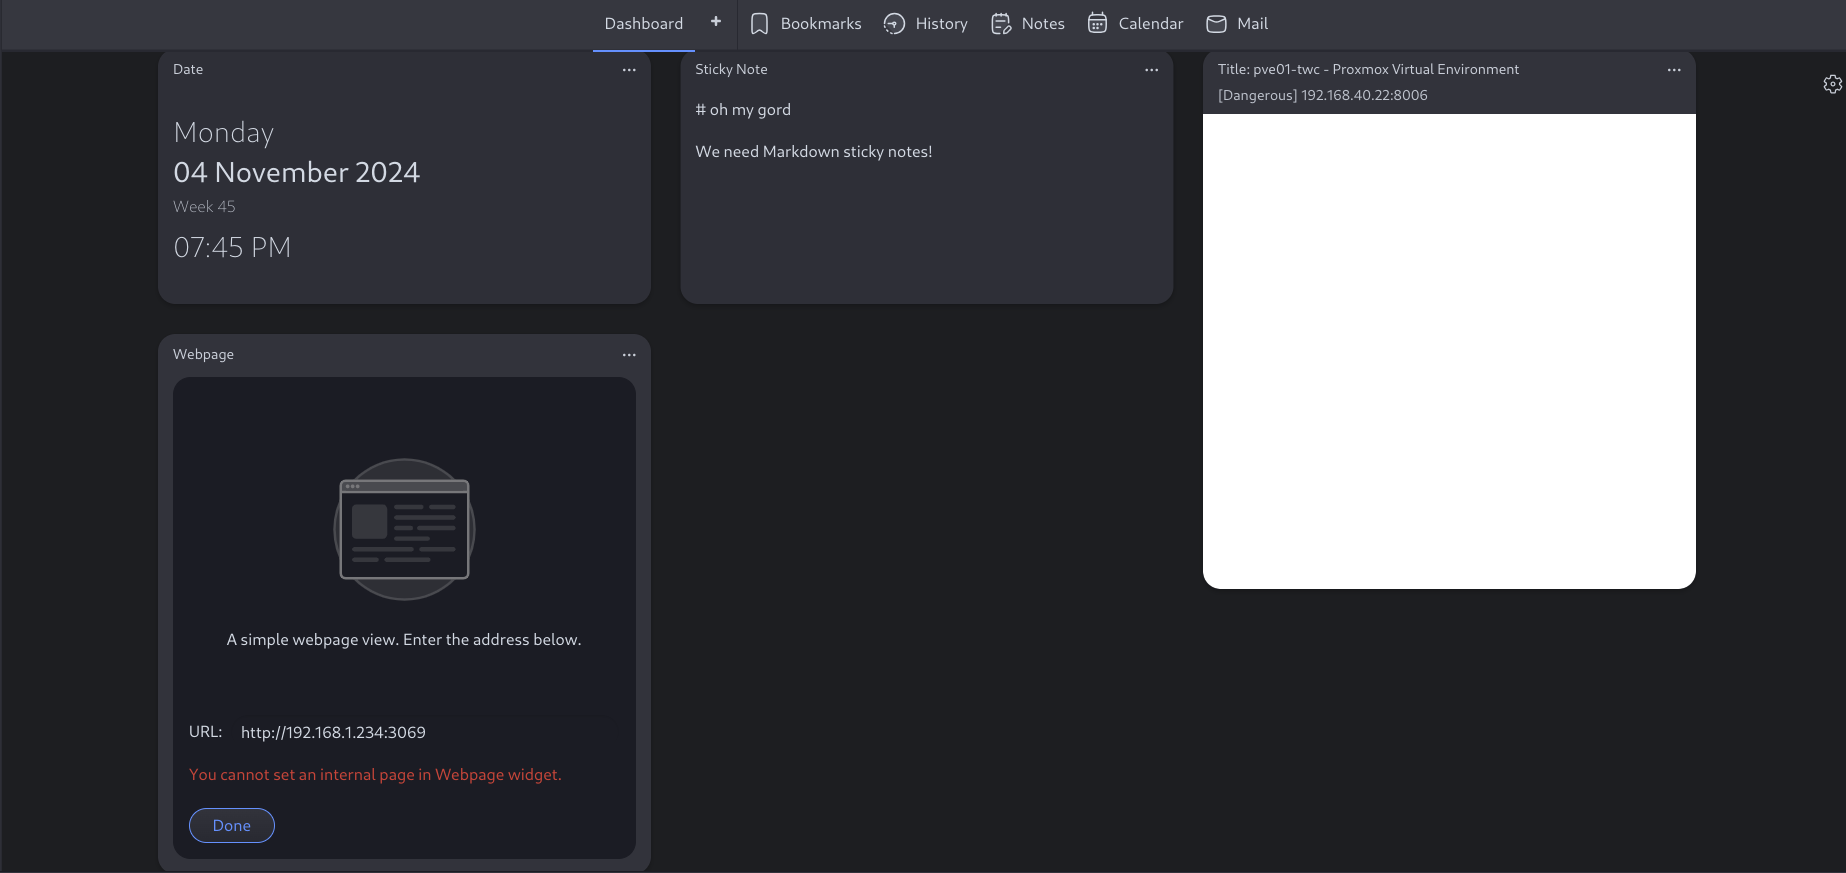 Dashboard + Bookmarks History Notes Calendar Mail
Date
Monday
04 November 2024
Week 45
07:45 PM
Sticky Note
# oh my gord
We need Markdown sticky notes!
Title: pve01-twc - Proxmox Virtual Environment
[Dangerous] 192.168.40.22:8006
Webpage
A simple webpage view. Enter the address below.
URL: http://192.168.1.234:3069
You cannot set an internal page in Webpage widget.
Done